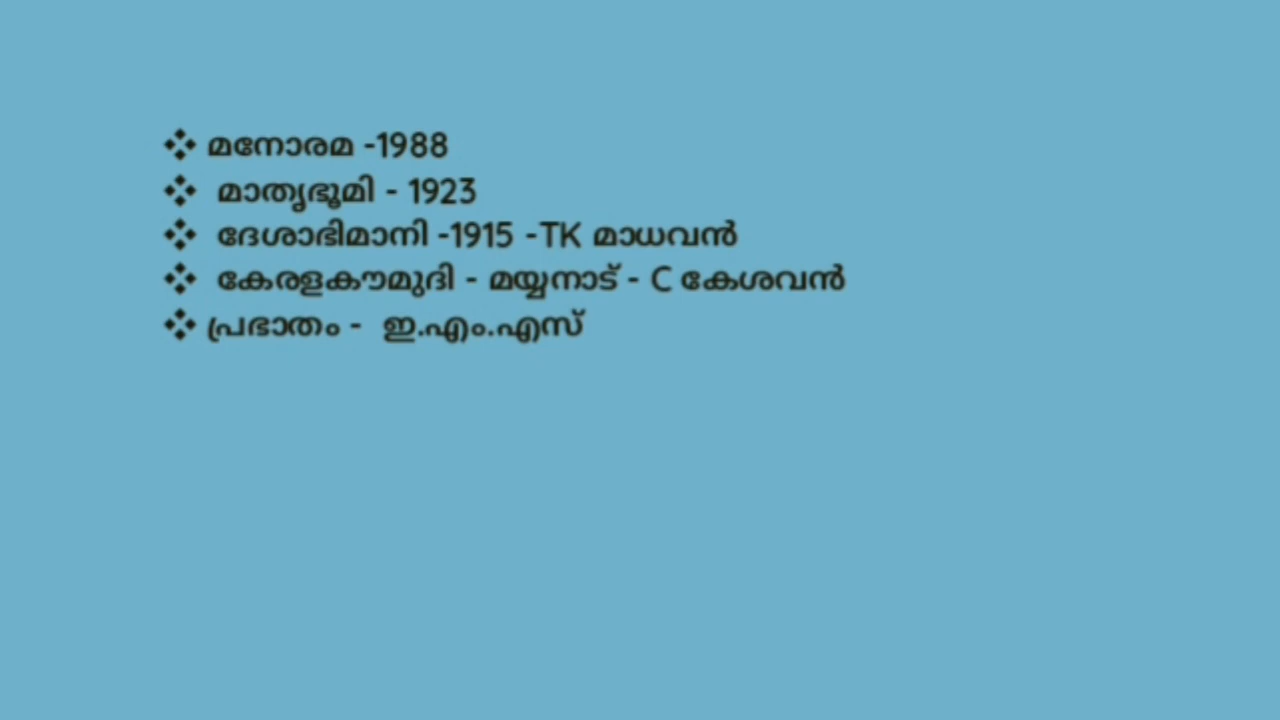 ❖ മനോരമ -1988
❖ മാതൃഭൂമി - 1923
❖ ദേശാഭിമാനി -1915 -TK മാധവൻ
❖ കേരളകൗമുദി - മയ്യനാട് - C കേശവൻ
❖ പ്രഭാതം - ഇ.എം.എസ്